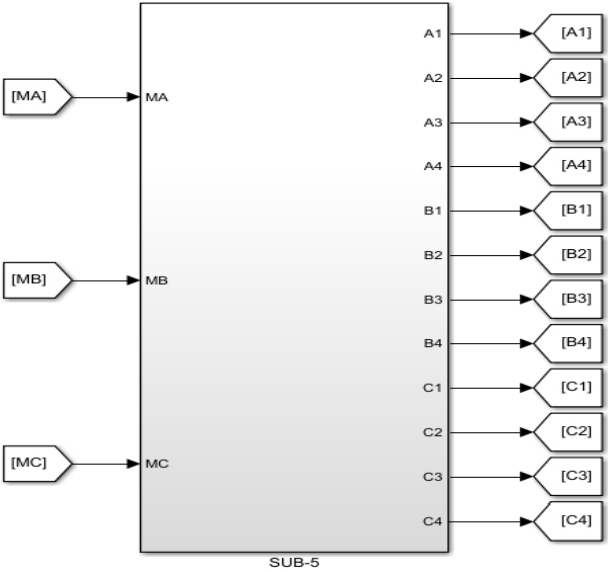 A1 [A1]
A2 [A2]
[MA] MA
A3 [A3]
A4 [A4]
B1 [B1]
B2 [B2]
[MB] MB
B3 [B3]
B4 [B4]
C1 [C1]
C2 [C2]
[MC] MC
C3 [C3]
C4 [C4]
SUB-5